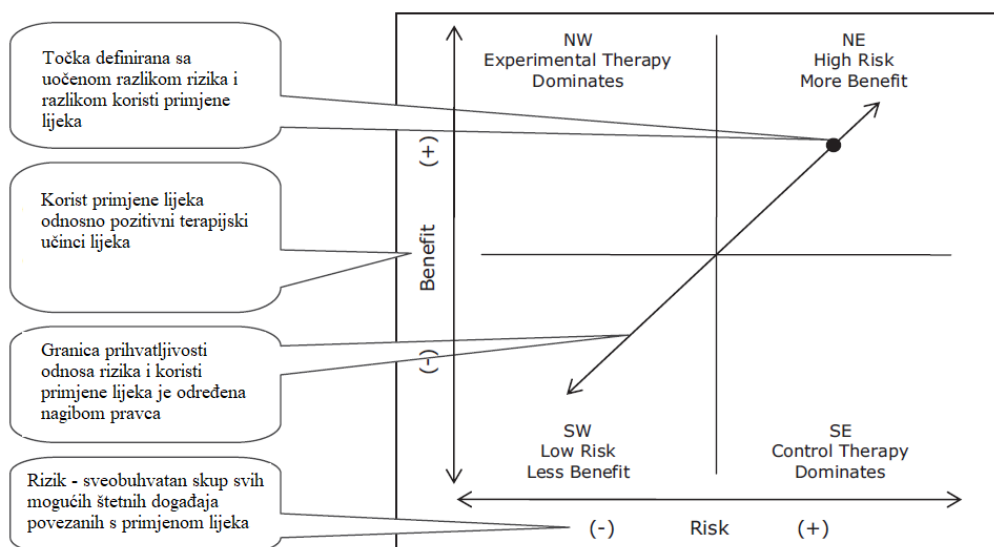 Točka definirana sa
uočenom razlikom rizika i
razlikom koristi primjene
lijeka
Korist primjene lijeka
odnosno pozitivni terapijski
učinci lijeka
Granica prihvatljivosti
odnosa rizika i koristi
primjene lijeka je određena
nagibom pravca
Rizik - sveobuhvatan skup svih
mogućih štetnih događaja
povezanih s primjenom lijeka
NW
Experimental Therapy
Dominates
NE
High Risk
More Benefit
(+)
Benefit
(-)
SW
Low Risk
Less Benefit
SE
Control Therapy
Dominates
(-) Risk (+)